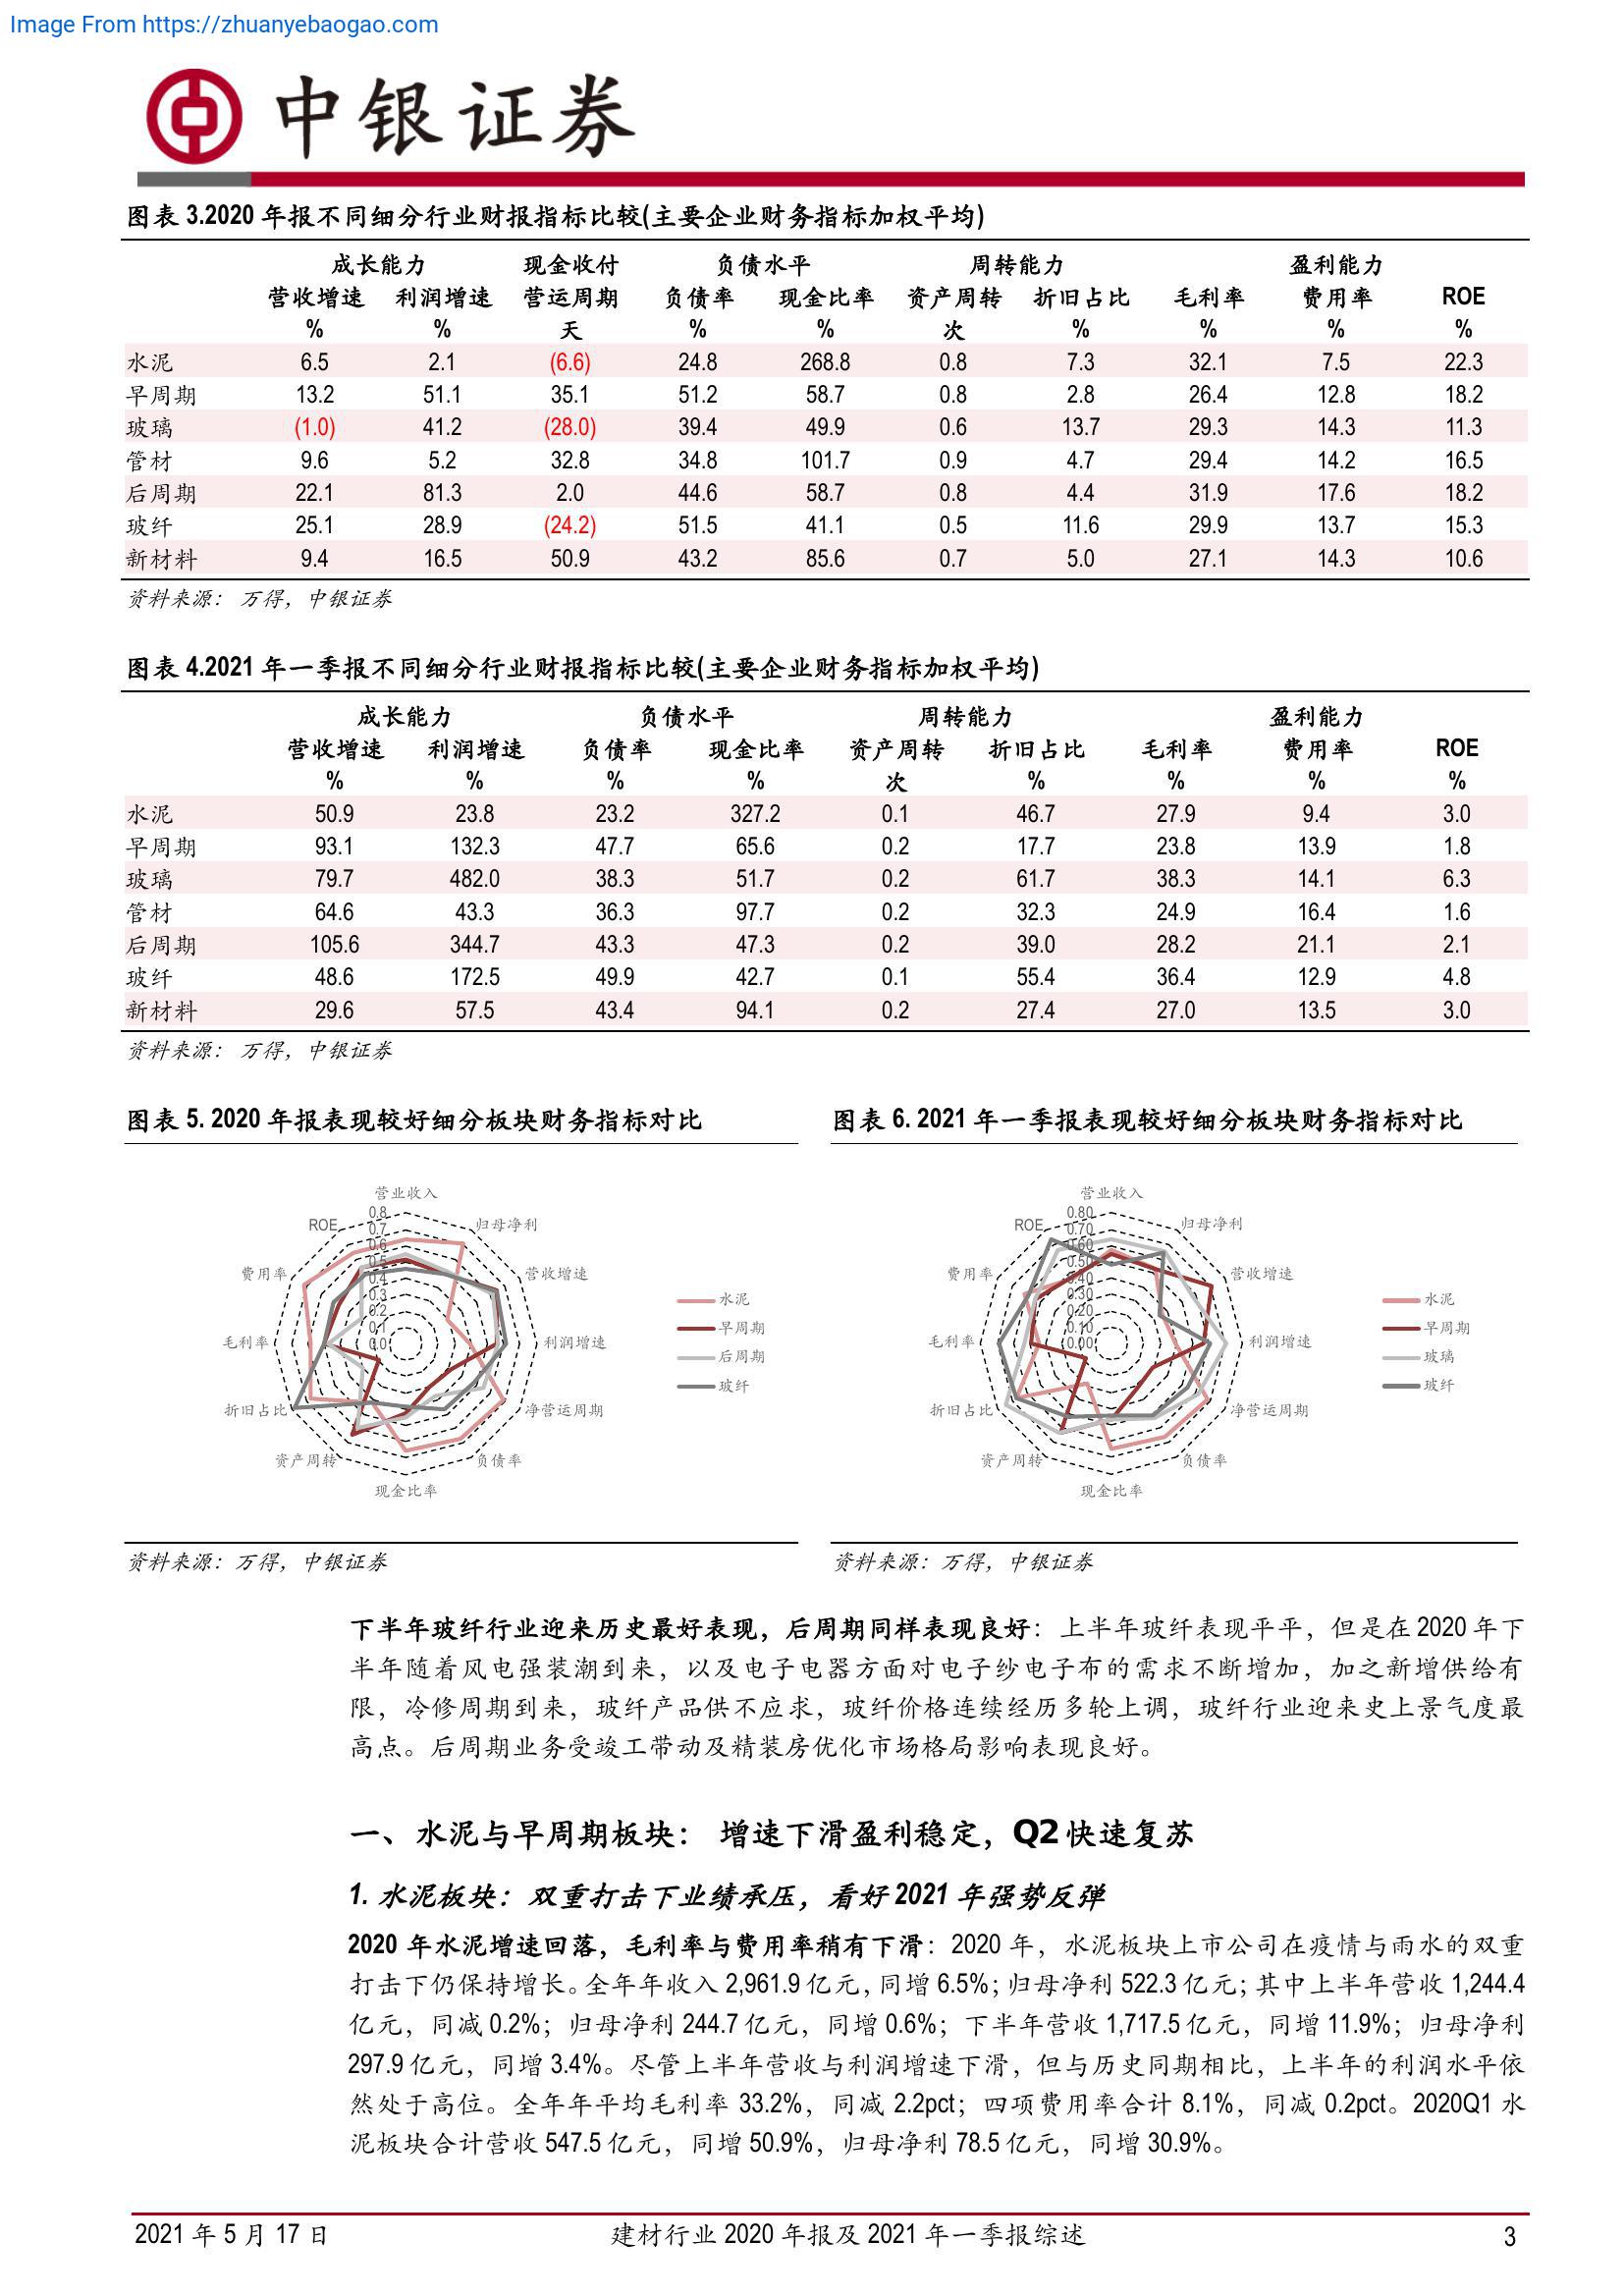 Image From https://zhuanyebaogao.com
中银证券
图表 3.2020 年报不同细分行业财报指标比较(主要企业财务指标加权平均)
成长能力 现金收付 负债水平 周转能力 盈利能力
营收增速 利润增速 营运周期 负债率 现金比率 资产周转 折旧占比 毛利率 费用率 ROE
% % 天 % % 次 % % % %
水泥 6.5 2.1 (6.6) 24.8 268.8 0.8 7.3 32.1 7.5 22.3
早周期 13.2 51.1 35.1 51.2 58.7 0.8 2.8 26.4 12.8 18.2
玻璃 (1.0) 41.2 (28.0) 39.4 49.9 0.6 13.7 29.3 14.3 11.3
管材 9.6 5.2 32.8 34.8 101.7 0.9 4.7 29.4 14.2 16.5
后周期 22.1 81.3 2.0 44.6 58.7 0.8 4.4 31.9 17.6 18.2
玻纤 25.1 28.9 (24.2) 51.5 41.1 0.5 11.6 29.9 13.7 15.3
新材料 9.4 16.5 50.9 43.2 85.6 0.7 5.0 27.1 14.3 10.6
资料来源： 万得，中银证券
图表 4.2021 年一季报不同细分行业财报指标比较(主要企业财务指标加权平均)
成长能力 负债水平 周转能力 盈利能力
营收增速 利润增速 负债率 现金比率 资产周转 折旧占比 毛利率 费用率 ROE
% % % % 次 % % % %
水泥 50.9 23.8 23.2 327.2 0.1 46.7 27.9 9.4 3.0
早周期 93.1 132.3 47.7 65.6 0.2 17.7 23.8 13.9 1.8
玻璃 79.7 482.0 38.3 51.7 0.2 61.7 38.3 14.1 6.3
管材 64.6 43.3 36.3 97.7 0.2 32.3 24.9 16.4 1.6
后周期 105.6 344.7 43.3 47.3 0.2 39.0 28.2 21.1 2.1
玻纤 48.6 172.5 49.9 42.7 0.1 55.4 36.4 12.9 4.8
新材料 29.6 57.5 43.4 94.1 0.2 27.4 27.0 13.5 3.0
资料来源： 万得，中银证券
图表 5. 2020 年报表现较好细分板块财务指标对比
营业收入
归母净利
营收增速
利润增速
净营运周期
负债率
现金比率
资产周转
折旧占比
毛利率
费用率
ROE
0.8
0.7
0.6
0.5
0.4
0.3
0.2
0.1
0.0
水泥
早周期
后周期
玻纤
资料来源：万得，中银证券
图表 6. 2021 年一季报表现较好细分板块财务指标对比
营业收入
归母净利
营收增速
利润增速
净营运周期
负债率
现金比率
资产周转
折旧占比
毛利率
费用率
ROE
0.80
0.70
0.60
0.50
0.40
0.30
0.20
0.10
0.00
水泥
早周期
玻璃
玻纤
资料来源：万得，中银证券
下半年玻纤行业迎来历史最好表现，后周期同样表现良好：上半年玻纤表现平平，但是在 2020 年下
半年随着风电强装潮到来，以及电子电器方面对电子纱电子布的需求不断增加，加之新增供给有
限，冷修周期到来，玻纤产品供不应求，玻纤价格连续经历多轮上调，玻纤行业迎来史上景气度最
高点。后周期业务受竣工带动及精装房优化市场格局影响表现良好。
一、水泥与早周期板块： 增速下滑盈利稳定，Q2 快速复苏
1. 水泥板块：双重打击下业绩承压，看好 2021 年强势反弹
2020 年水泥增速回落，毛利率与费用率稍有下滑：2020 年，水泥板块上市公司在疫情与雨水的双重
打击下仍保持增长。全年年收入 2,961.9 亿元，同增 6.5%；归母净利 522.3 亿元；其中上半年营收 1,244.4
亿元，同减 0.2%；归母净利 244.7 亿元，同增 0.6%；下半年营收 1,717.5 亿元，同增 11.9%；归母净利
297.9 亿元，同增 3.4%。尽管上半年营收与利润增速下滑，但与历史同期相比，上半年的利润水平依
然处于高位。全年年平均毛利率 33.2%，同减 2.2pct；四项费用率合计 8.1%，同减 0.2pct。2020Q1 水
泥板块合计营收 547.5 亿元，同增 50.9%，归母净利 78.5 亿元，同增 30.9%。
2021 年 5 月 17 日 建材行业 2020 年报及 2021 年一季报综述 3